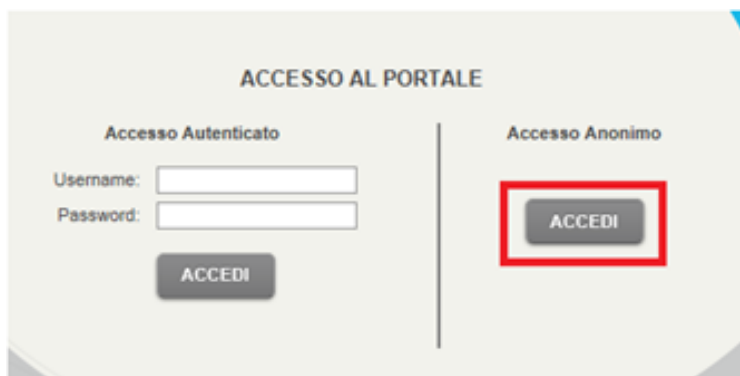 ACCESSO AL PORTALE
Accesso Autenticato
Username:
Password:
ACCEDI
Accesso Anonimo
ACCEDI